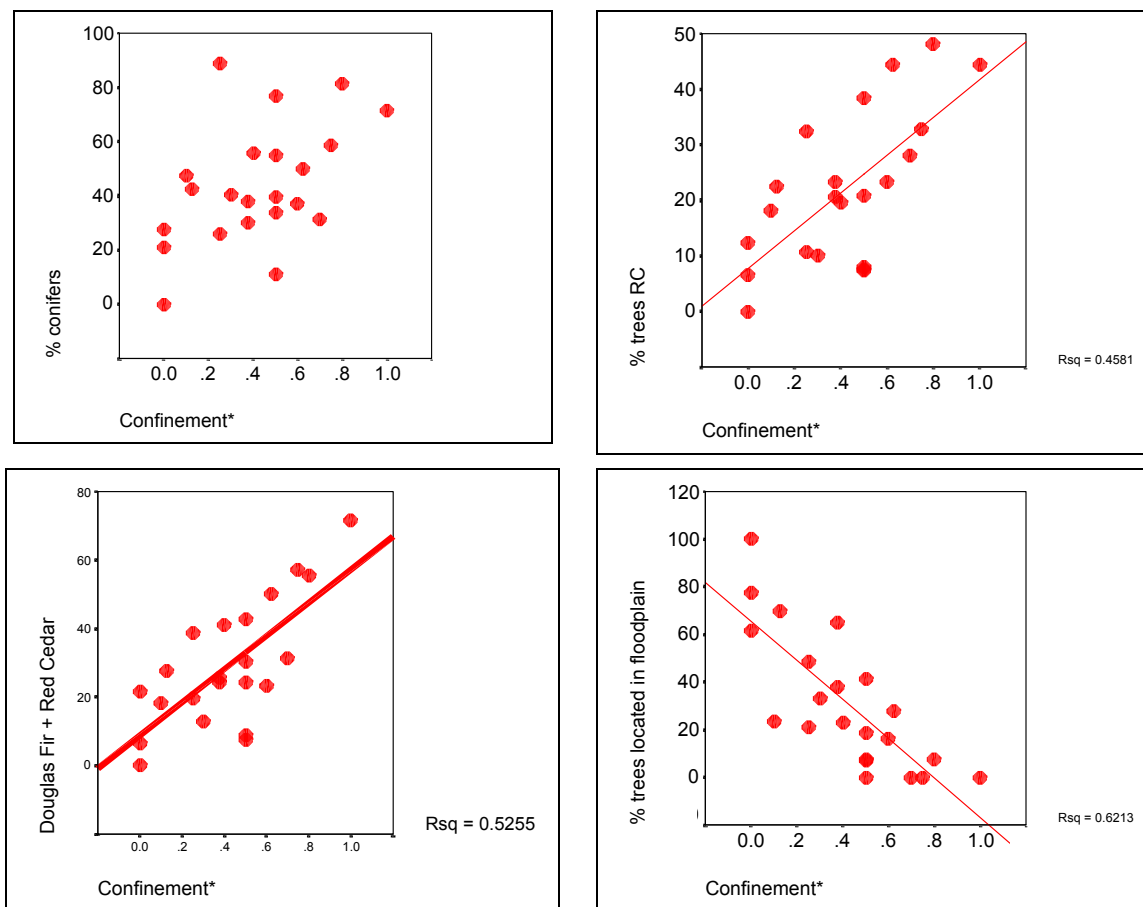 100
80
60
40
20
0
% conifers
0.0 .2 .4 .6 .8 1.0
Confinement*
50
40
30
20
10
0
% trees RC
0.0 .2 .4 .6 .8 1.0
Rsq = 0.4581
Confinement*
80
60
40
20
0
Douglas Fir + Red Cedar
0.0 .2 .4 .6 .8 1.0
Rsq = 0.5255
Confinement*
120
100
80
60
40
20
0
% trees located in floodplain
0.0 .2 .4 .6 .8 1.0
Rsq = 0.6213
Confinement*